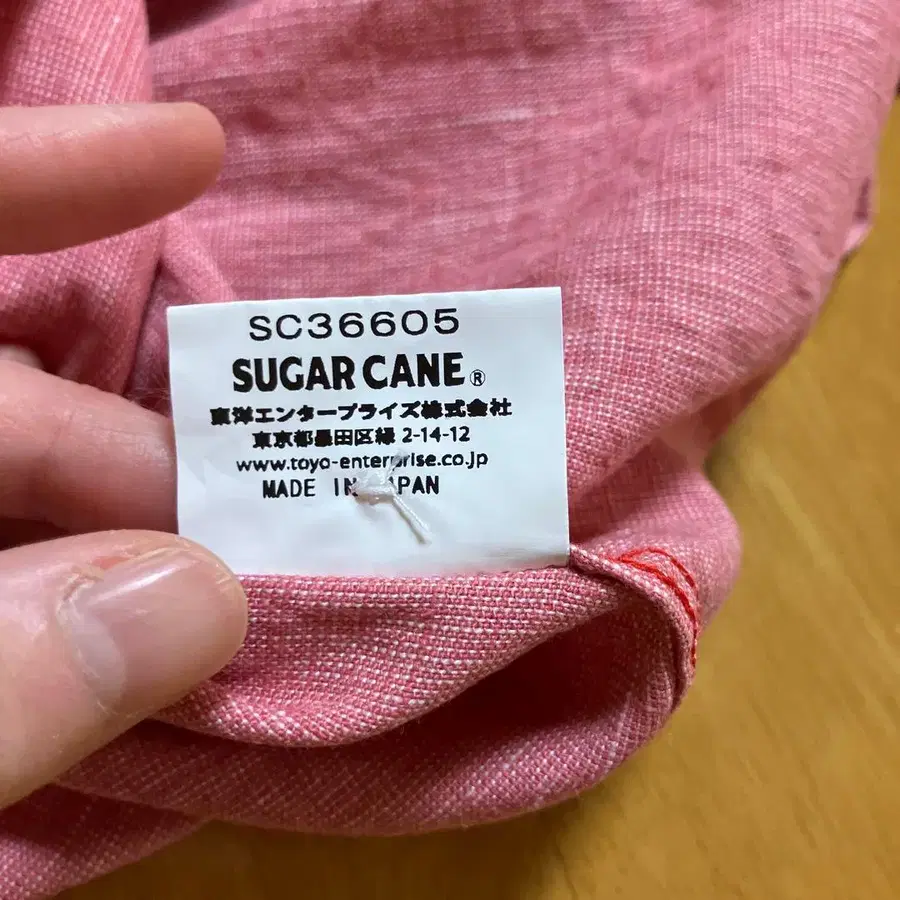 SC36605
SUGAR CANE®
東洋エンタープライズ株式会社
東京都墨田区緑 2-14-12
www.toyo-enterprise.co.jp
MADE IN JAPAN